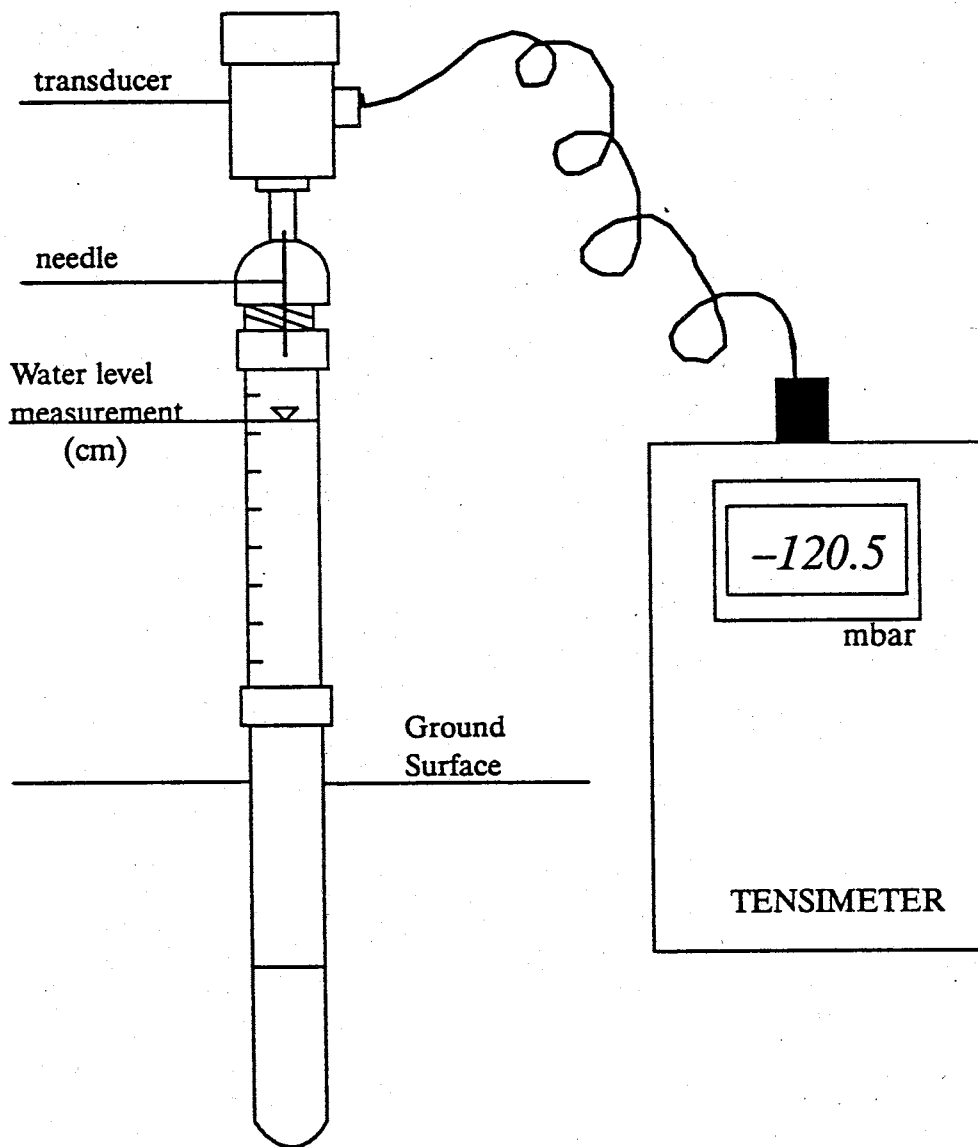 transducer
needle
Water level
measurement
(cm)
Ground
Surface
–120.5
mbar
TENSIMETER